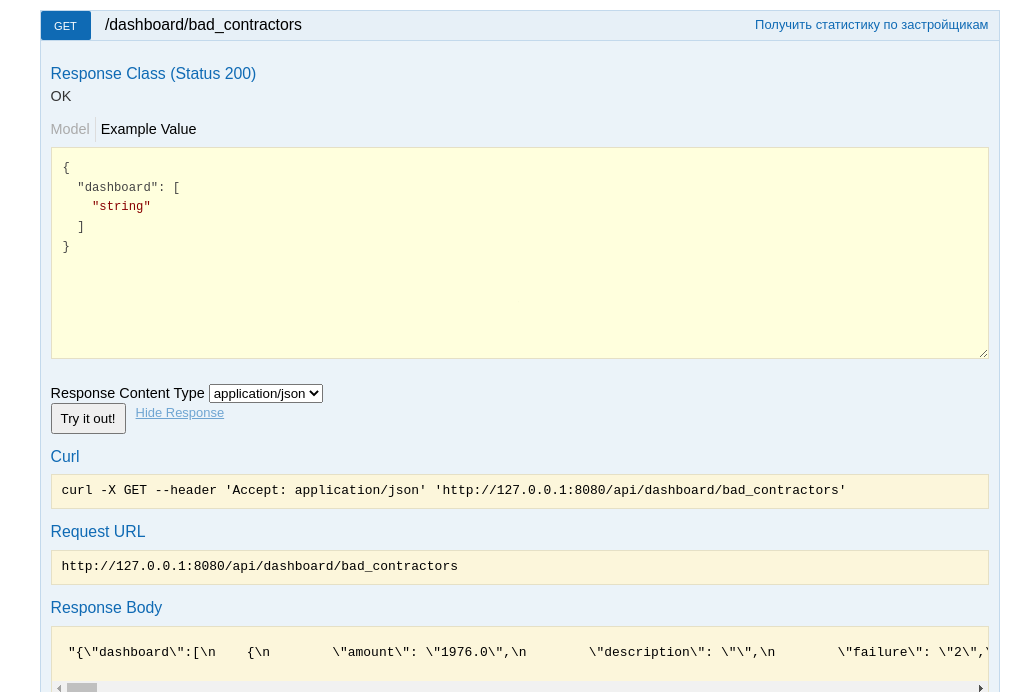 GET /dashboard/bad_contractors Получить статистику по застройщикам
Response Class (Status 200)
OK
Model Example Value
{
  "dashboard": [
    "string"
  ]
}
Response Content Type application/json
Try it out! Hide Response
Curl
curl -X GET --header 'Accept: application/json' 'http://127.0.0.1:8080/api/dashboard/bad_contractors'
Request URL
http://127.0.0.1:8080/api/dashboard/bad_contractors
Response Body
"{\"dashboard\":[\n    {\n        \"amount\": \"1976.0\",\n        \"description\": \"\",\n        \"failure\": \"2\",\